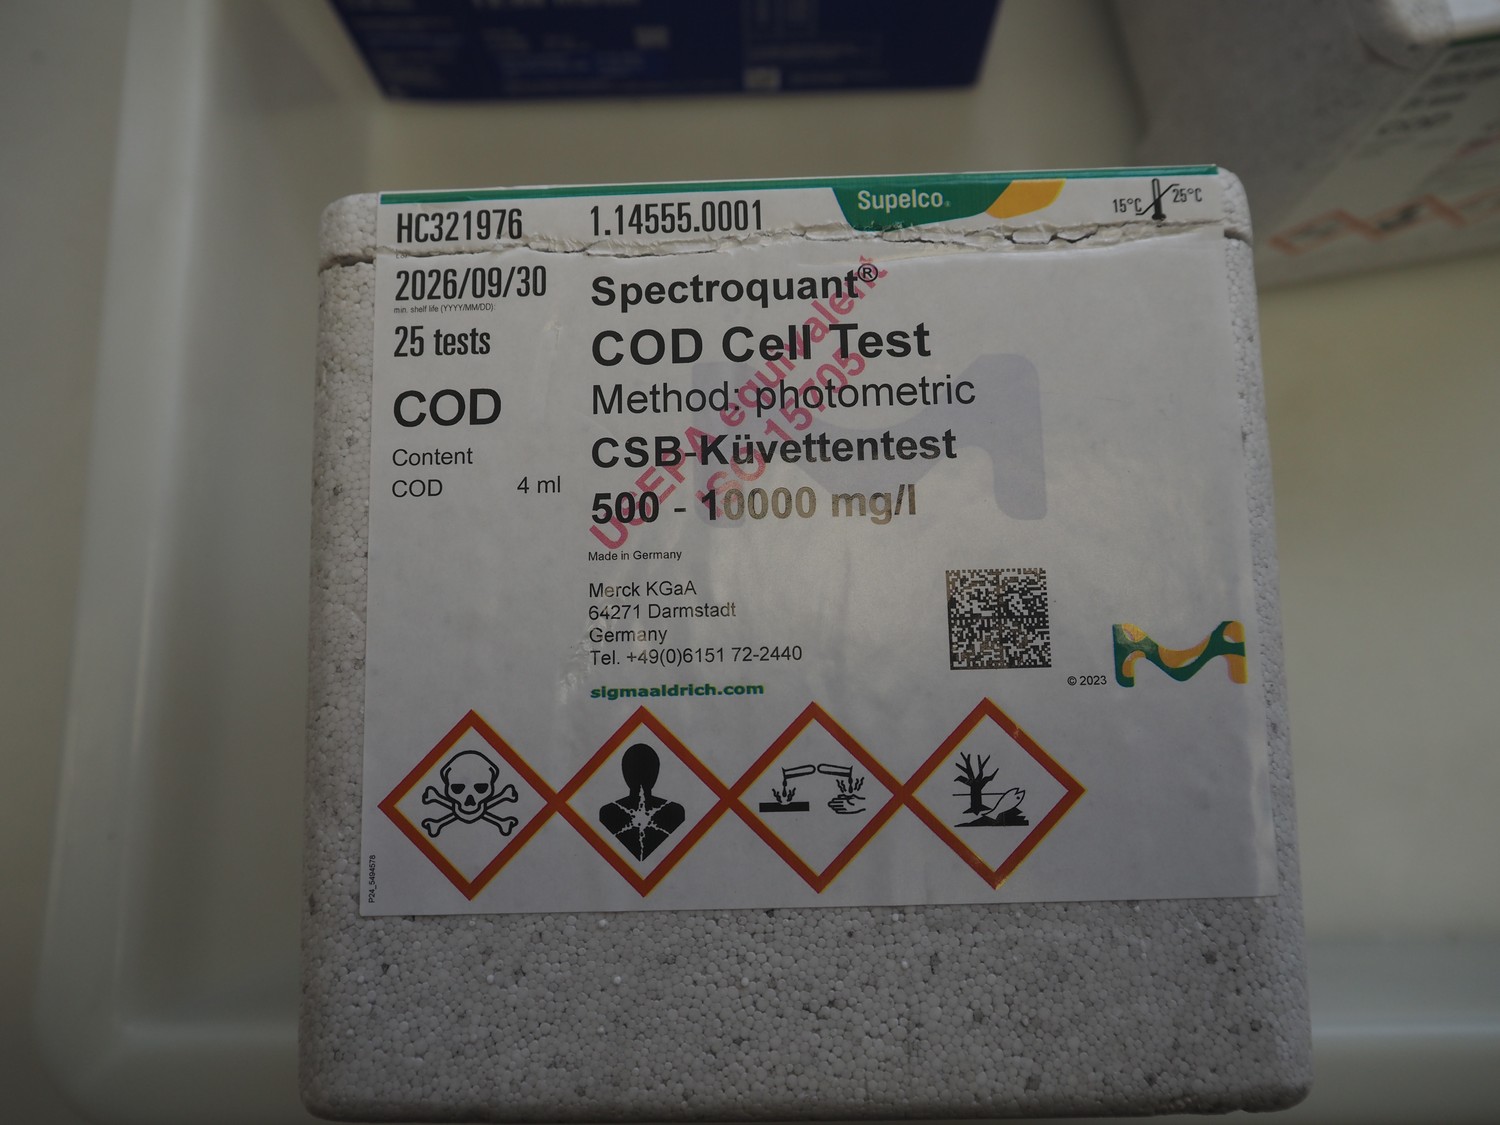 HC321976 1.14555.0001 Supelco® 15°C 25°C
2026/09/30
min. shelf life (YYYY/MM/DD):
25 tests
COD
Content
COD 4 ml
Spectroquant®
COD Cell Test
Method: photometric
CSB-Küvettentest
500 - 10000 mg/l
USEPA equivalent
ISO 15705
Made in Germany
Merck KGaA
64271 Darmstadt
Germany
Tel. +49(0)6151 72-2440
sigmaaldrich.com
© 2023
P24_5494578